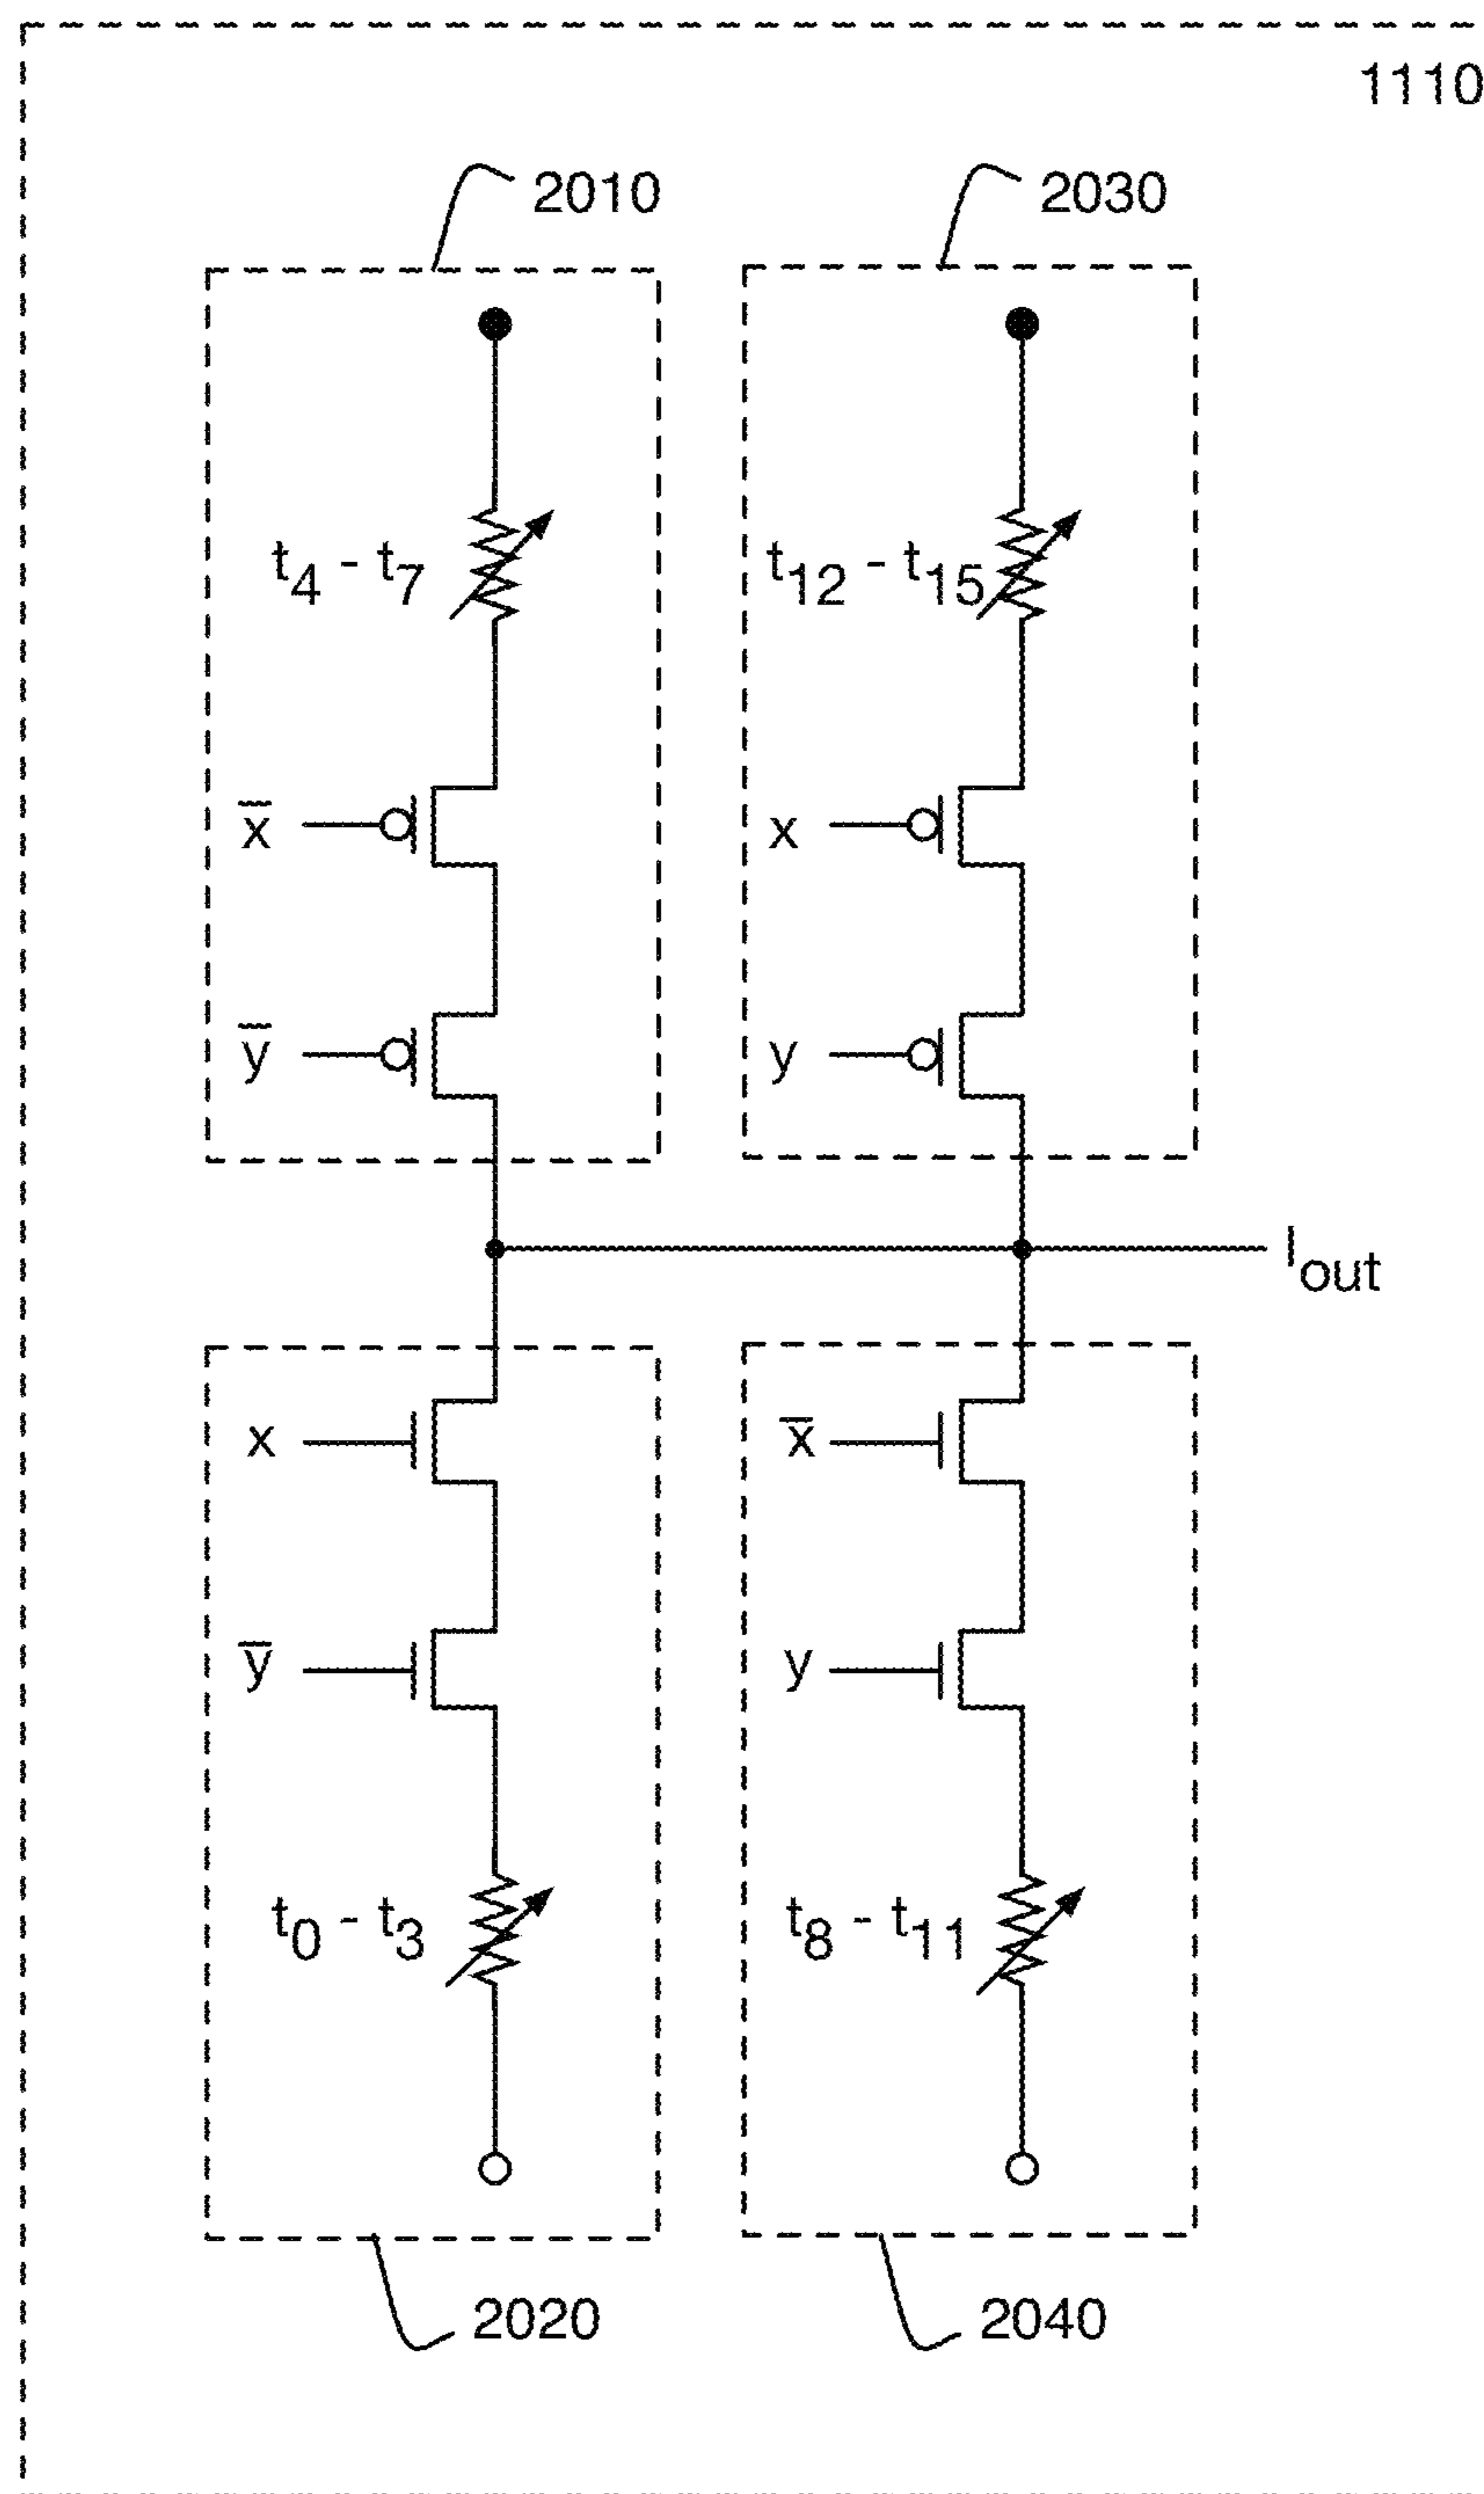 1110
2010
2030
t4 - t7
t12 - t15
x̅
x
y̅
y
Iout
x
x̅
y̅
y
t0 - t3
t8 - t11
2020
2040